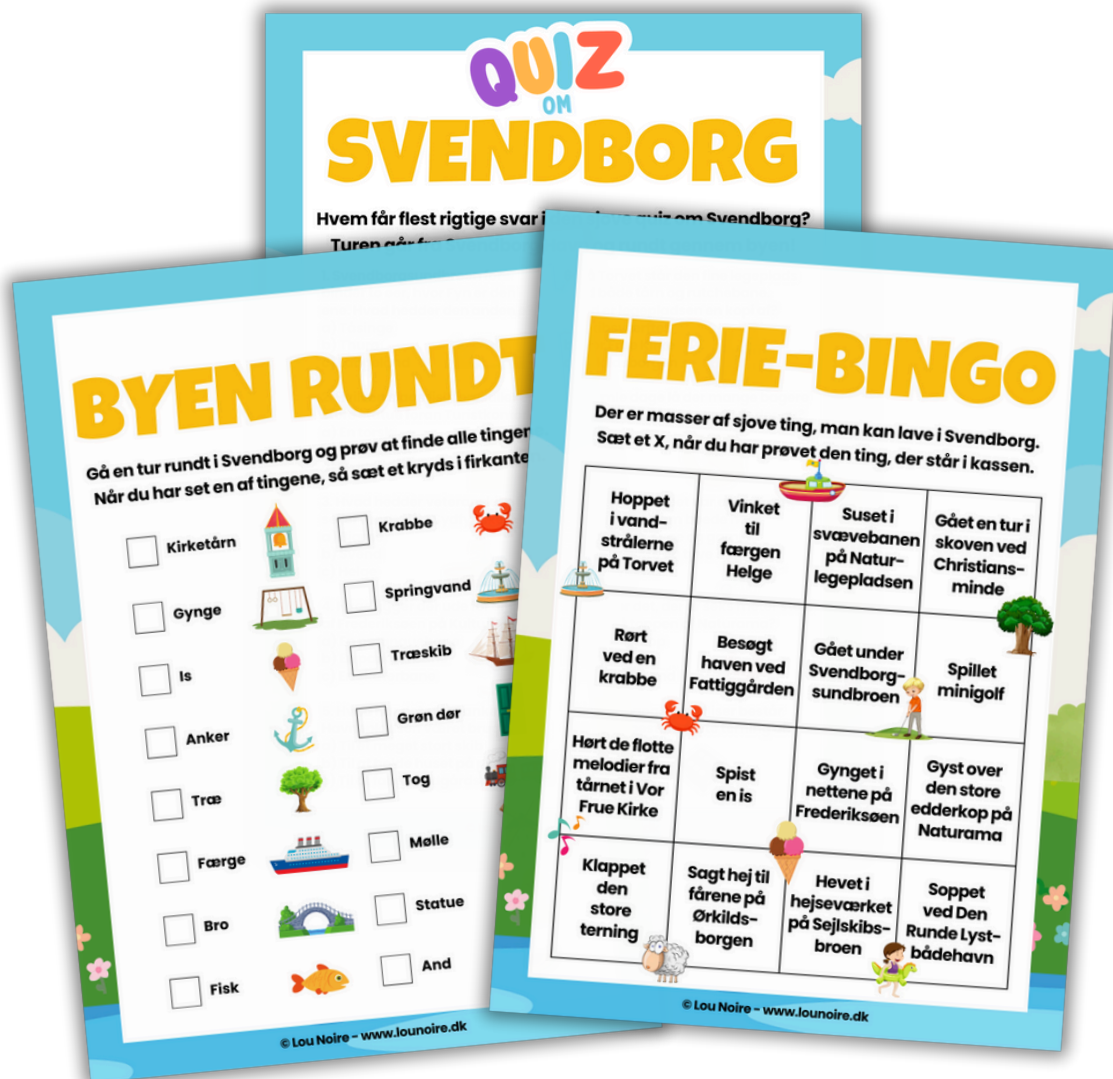 QUIZ
OM
SVENDBORG
Hvem får flest rigtige svar i quiz om Svendborg?
Turen går fra
BYEN RUNDT
Gå en tur rundt i Svendborg og prøv at finde alle
Når du har set en af tingene, så sæt et kryds i
Kirketårn
Gynge
Is
Anker
Træ
Færge
Bro
Fisk
Krabbe
Springvand
Træskib
Grøn dør
Tog
Mølle
Statue
And
© Lou Noire - www.lounoire.dk
FERIE-BINGO
Der er masser af sjove ting, man kan lave i Svendborg.
Sæt et X, når du har prøvet den ting, der står i kassen.
Hoppet
i vand-
strålerne
på Torvet
Vinket
til
færgen
Helge
Suset i
svævebanen
på Natur-
legepladsen
Gået en tur i
skoven ved
Christians-
minde
Rørt
ved en
krabbe
Besøgt
haven ved
Fattiggården
Gået under
Svendborg-
sundbroen
Spillet
minigolf
Hørt de flotte
melodier fra
tårnet i Vor
Frue Kirke
Spist
en is
Gynget i
nettene på
Frederiksøen
Gyst over
den store
edderkop på
Naturama
Klappet
den
store
terning
Sagt hej til
fårene på
Ørkilds-
borgen
Hevet i
hejseværket
på Sejlskibs-
broen
Soppet
ved Den
Runde Lyst-
bådehavn
© Lou Noire - www.lounoire.dk